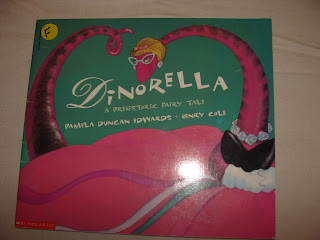 F
DINORELLA
A PREHISTORIC FAIRY TALE
PAMELA DUNCAN EDWARDS · HENRY COLE
SCHOLASTIC